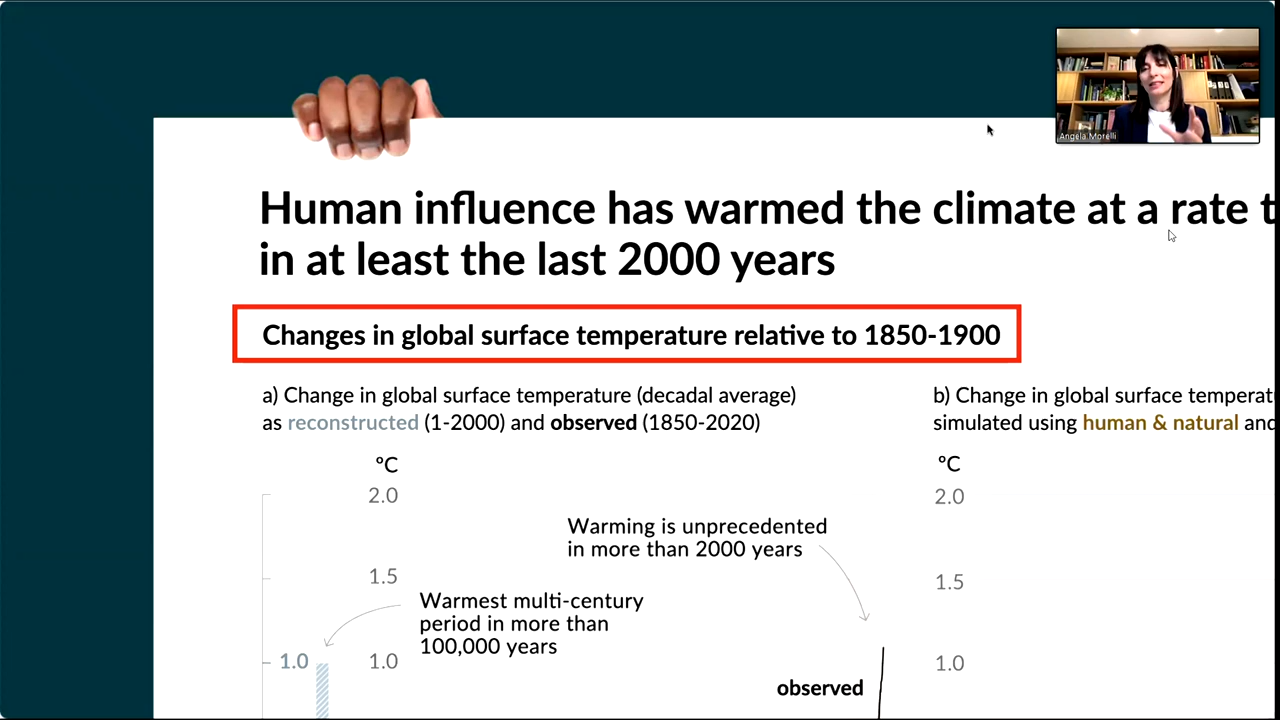 Angela Morelli
Human influence has warmed the climate at a rate t
in at least the last 2000 years
Changes in global surface temperature relative to 1850-1900
a) Change in global surface temperature (decadal average)
as reconstructed (1-2000) and observed (1850-2020)
b) Change in global surface temperat
simulated using human & natural and
ºC
2.0
1.5
1.0
1.0
Warmest multi-century
period in more than
100,000 years
Warming is unprecedented
in more than 2000 years
observed
ºC
2.0
1.5
1.0